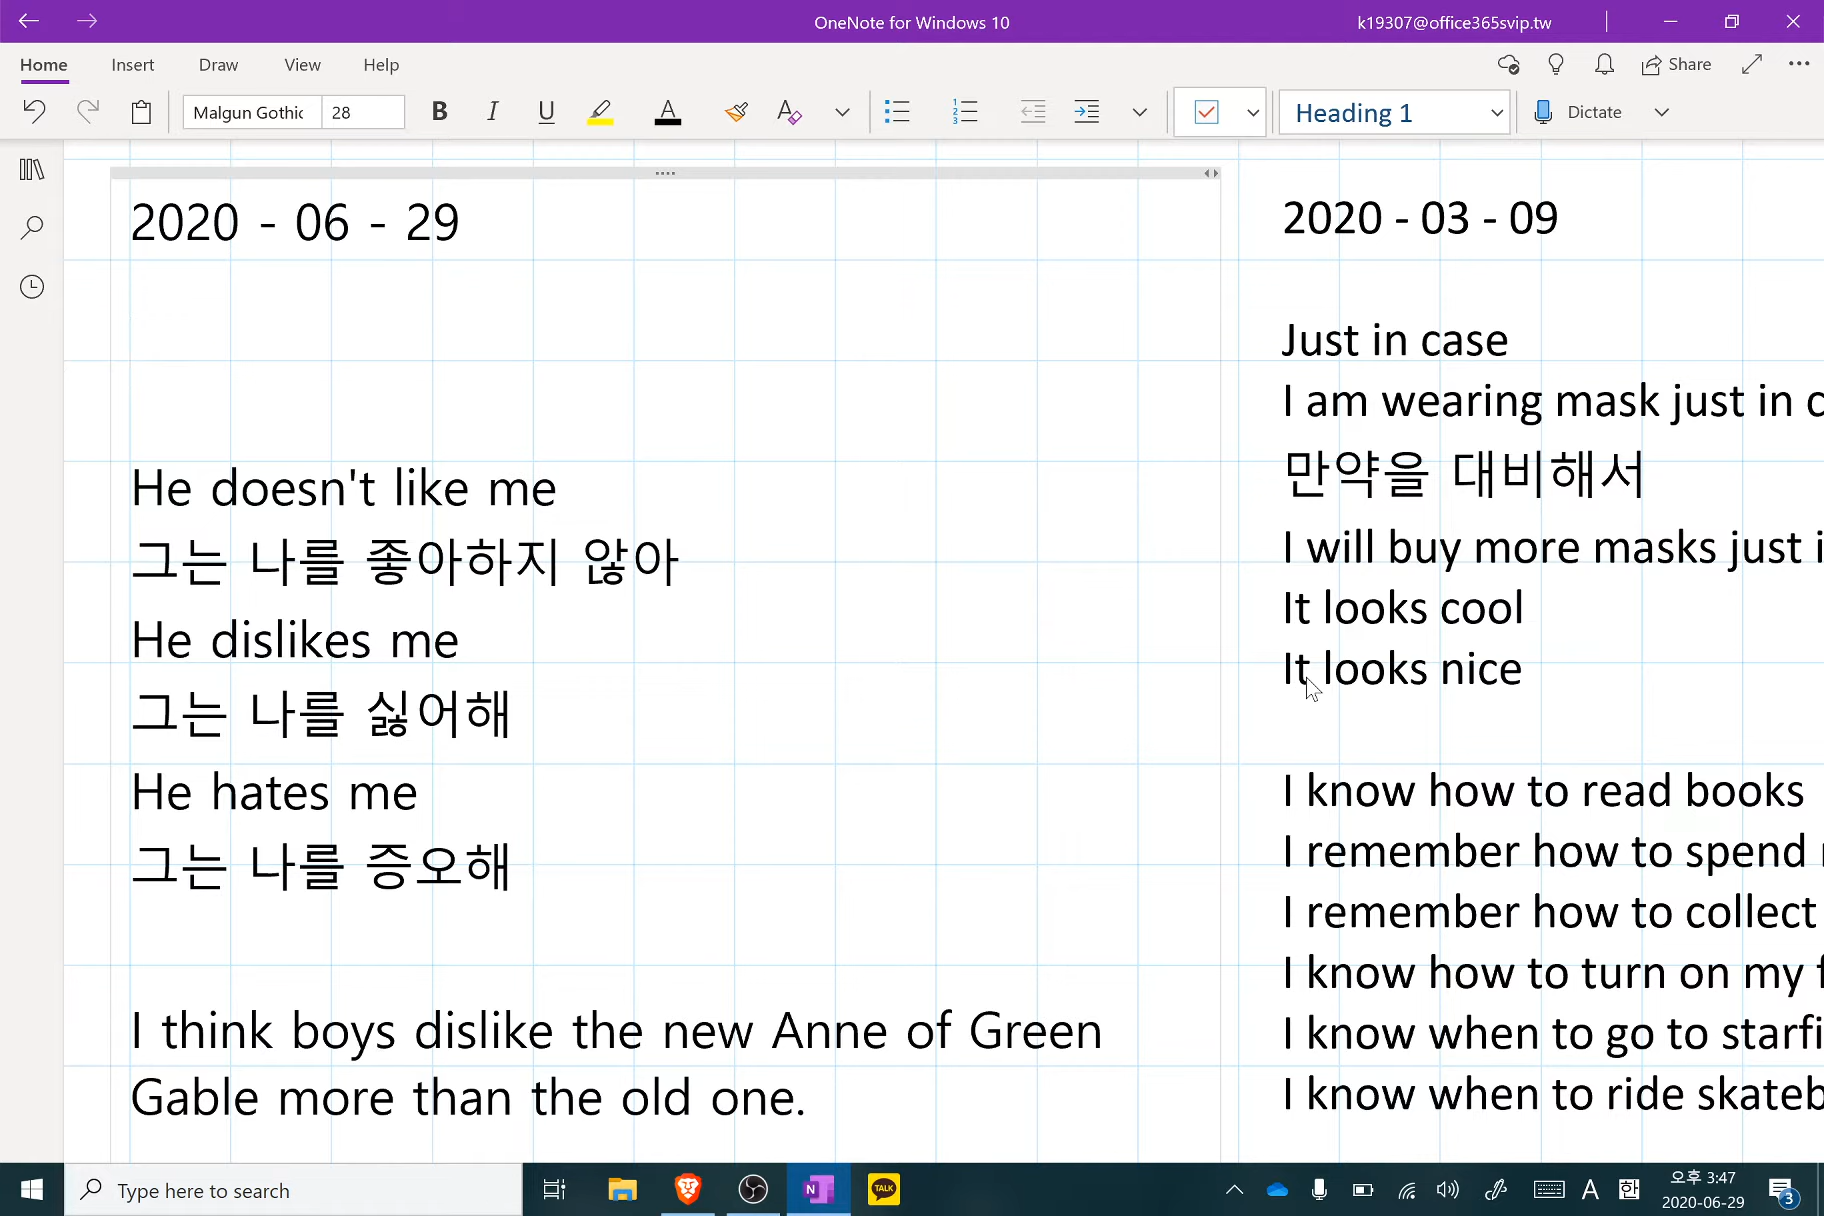 OneNote for Windows 10
k19307@office365svip.tw
Home Insert Draw View Help
Share
Malgun Gothic 28
B I U A A
Heading 1
Dictate
2020 - 06 - 29
He doesn't like me
그는 나를 좋아하지 않아
He dislikes me
그는 나를 싫어해
He hates me
그는 나를 증오해
I think boys dislike the new Anne of Green
Gable more than the old one.
2020 - 03 - 09
Just in case
I am wearing mask just in c
만약을 대비해서
I will buy more masks just i
It looks cool
It looks nice
I know how to read books
I remember how to spend
I remember how to collect
I know how to turn on my f
I know when to go to starfi
I know when to ride skateb
Type here to search
N
TALK
A 한
오후 3:47
2020-06-29
3